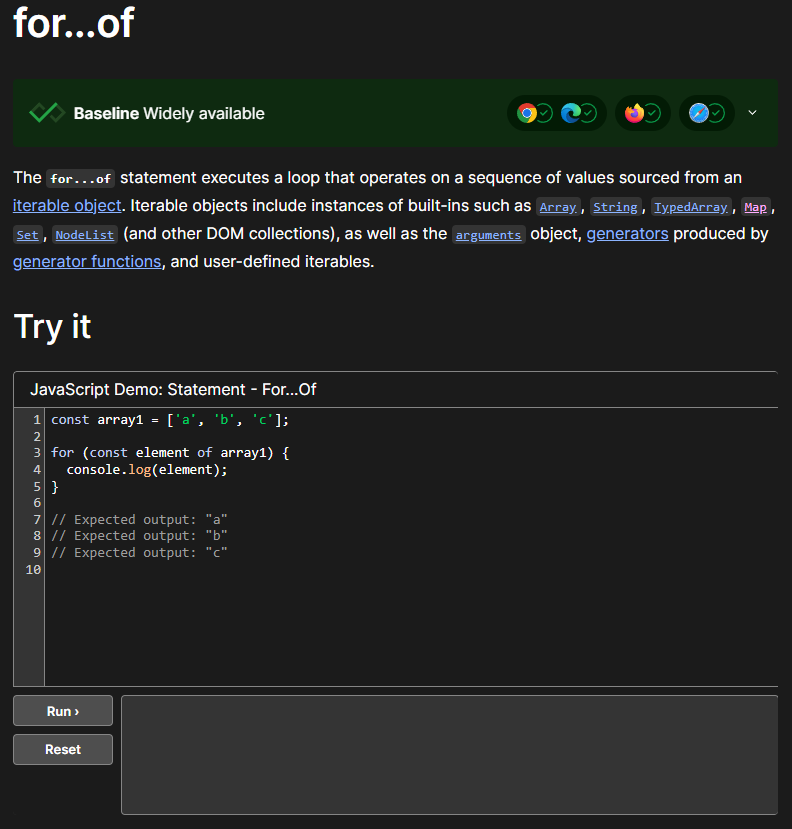 for...of
Baseline Widely available
The for...of statement executes a loop that operates on a sequence of values sourced from an
iterable object. Iterable objects include instances of built-ins such as Array, String, TypedArray, Map,
Set, NodeList (and other DOM collections), as well as the arguments object, generators produced by
generator functions, and user-defined iterables.
Try it
JavaScript Demo: Statement - For...Of
1 const array1 = ['a', 'b', 'c'];
2
3 for (const element of array1) {
4   console.log(element);
5 }
6
7 // Expected output: "a"
8 // Expected output: "b"
9 // Expected output: "c"
10
Run ›
Reset